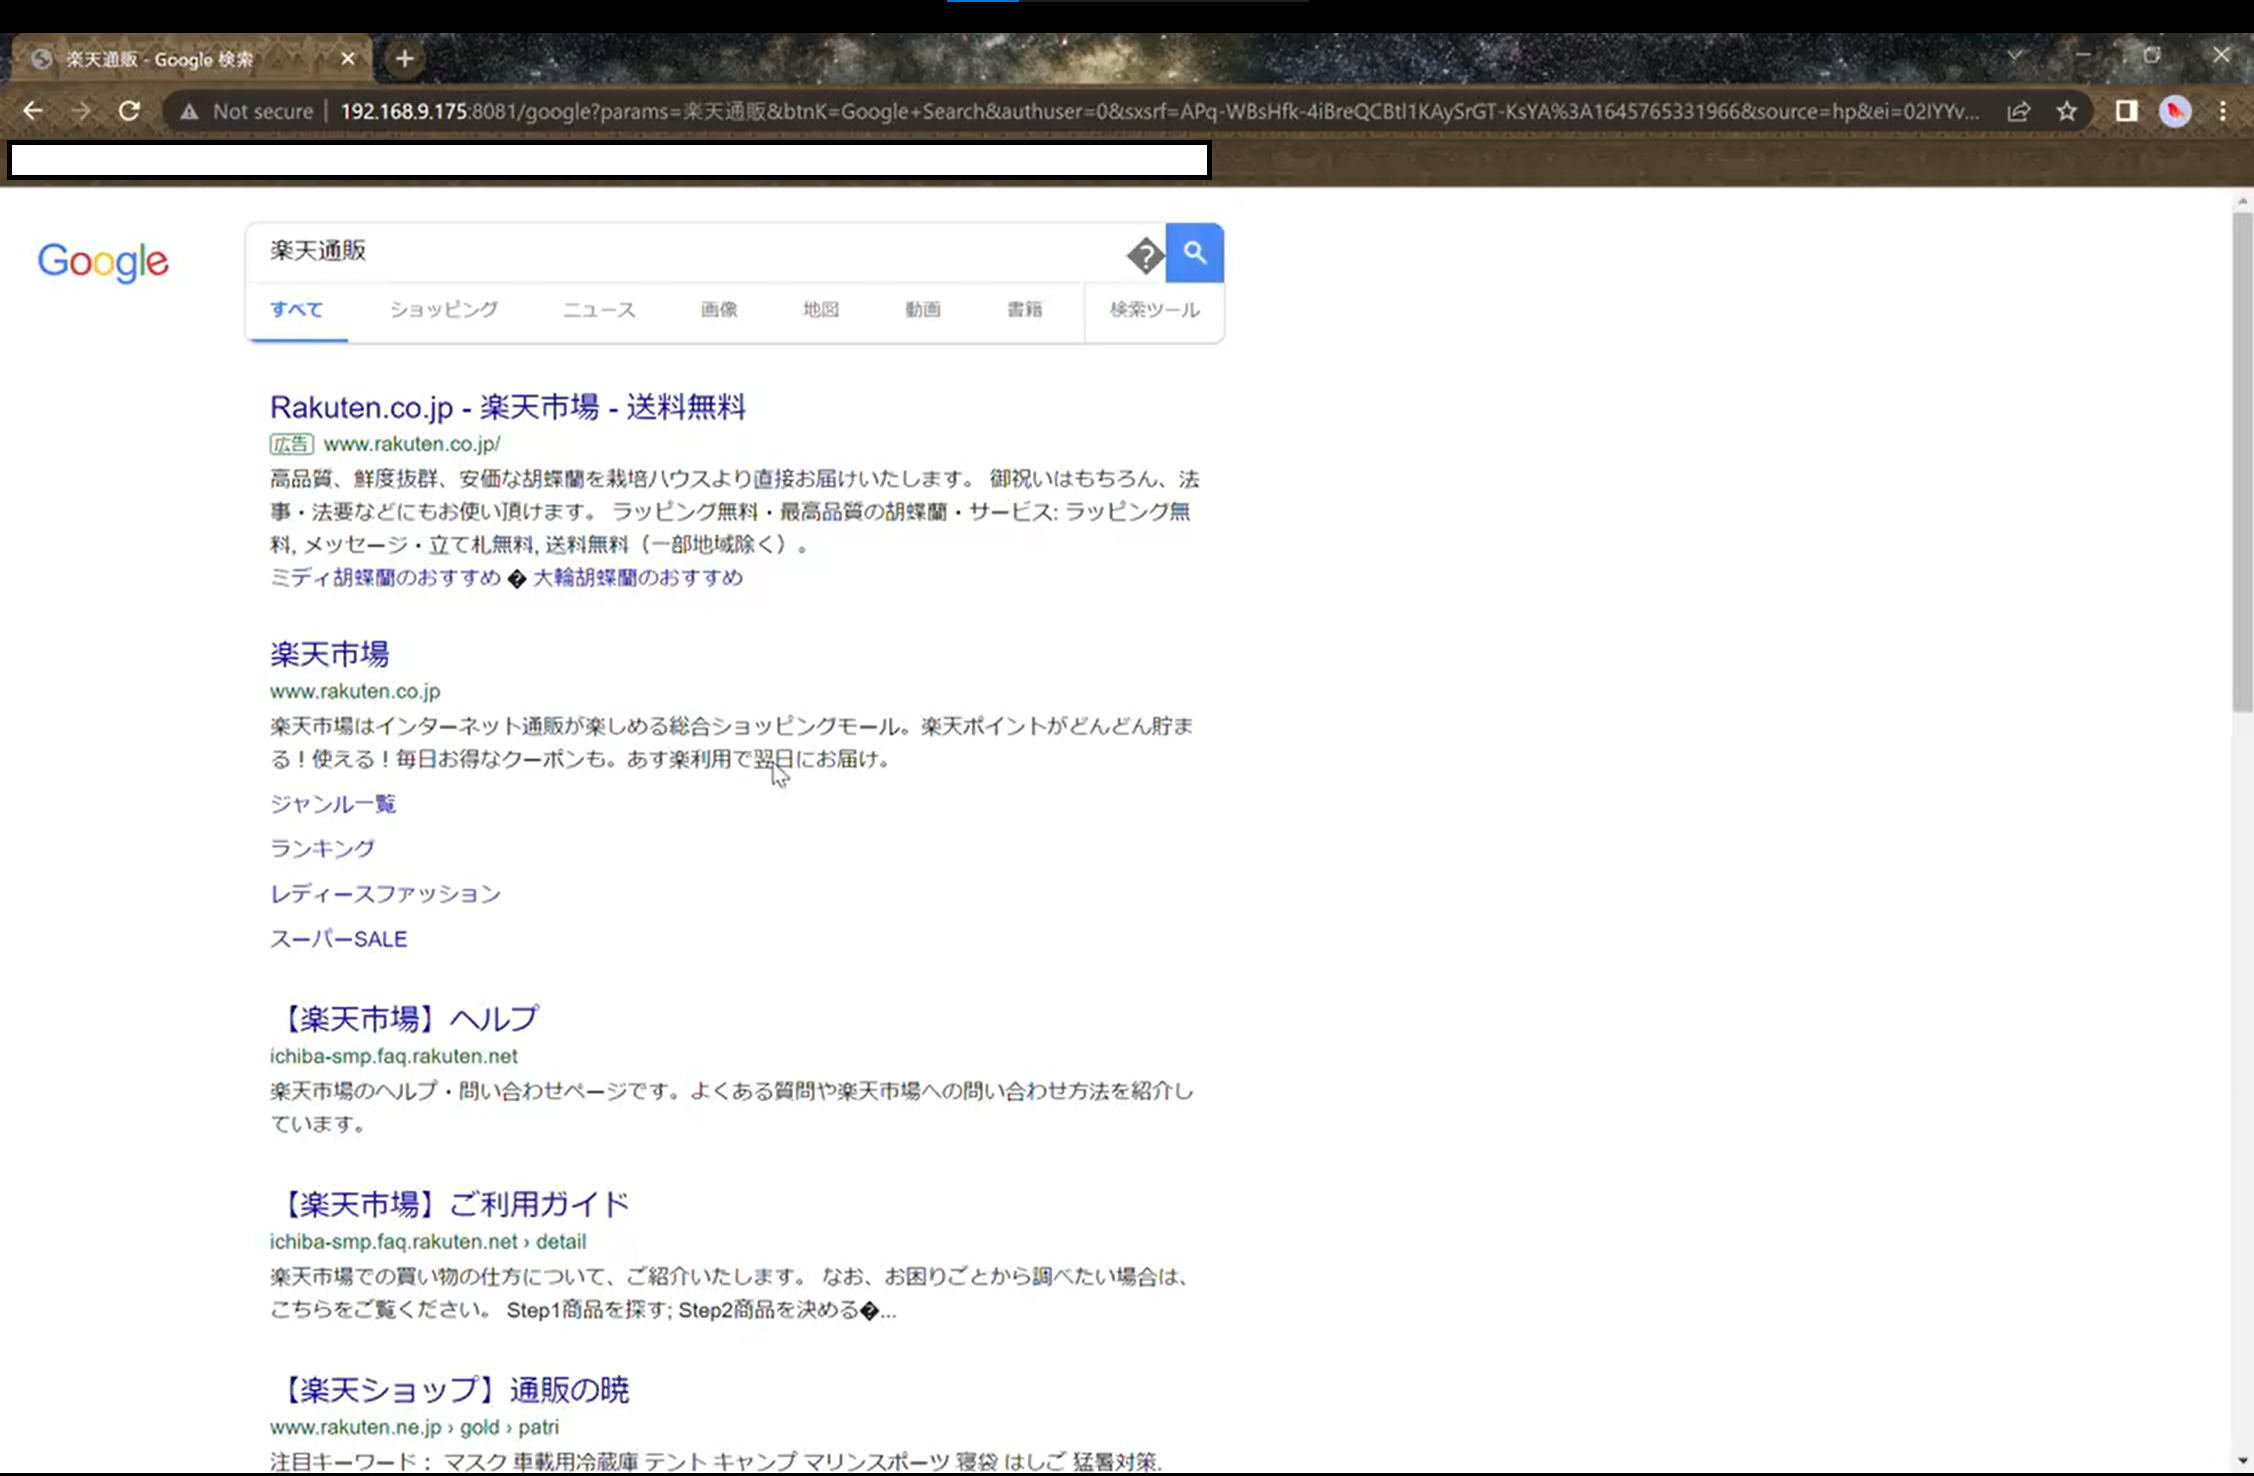 楽天通販 - Google 検索
Not secure | 192.168.9.175:8081/google?params=楽天通販&btnK=Google+Search&authuser=0&sxsrf=APq-WBsHfk-4iBreQCBtl1KAySrGT-KsYA%3A1645765331966&source=hp&ei=02IYYv...
Google
楽天通販
すべて ショッピング ニュース 画像 地図 動画 書籍 検索ツール
Rakuten.co.jp - 楽天市場 - 送料無料
広告 www.rakuten.co.jp/
高品質、鮮度抜群、安価な胡蝶蘭を栽培ハウスより直接お届けいたします。 御祝いはもちろん、法
事・法要などにもお使い頂けます。 ラッピング無料・最高品質の胡蝶蘭・サービス: ラッピング無
料, メッセージ・立て札無料, 送料無料（一部地域除く）。
ミディ胡蝶蘭のおすすめ � 大輪胡蝶蘭のおすすめ
楽天市場
www.rakuten.co.jp
楽天市場はインターネット通販が楽しめる総合ショッピングモール。楽天ポイントがどんどん貯ま
る！使える！毎日お得なクーポンも。あす楽利用で翌日にお届け。
ジャンル一覧
ランキング
レディースファッション
スーパーSALE
【楽天市場】ヘルプ
ichiba-smp.faq.rakuten.net
楽天市場のヘルプ・問い合わせページです。よくある質問や楽天市場への問い合わせ方法を紹介し
ています。
【楽天市場】ご利用ガイド
ichiba-smp.faq.rakuten.net › detail
楽天市場での買い物の仕方について、ご紹介いたします。 なお、お困りごとから調べたい場合は、
こちらをご覧ください。 Step1商品を探す; Step2商品を決める�...
【楽天ショップ】通販の暁
www.rakuten.ne.jp › gold › patri
注目キーワード： マスク 車載用冷蔵庫 テント キャンプ マリンスポーツ 寝袋 はしご 猛暑対策.